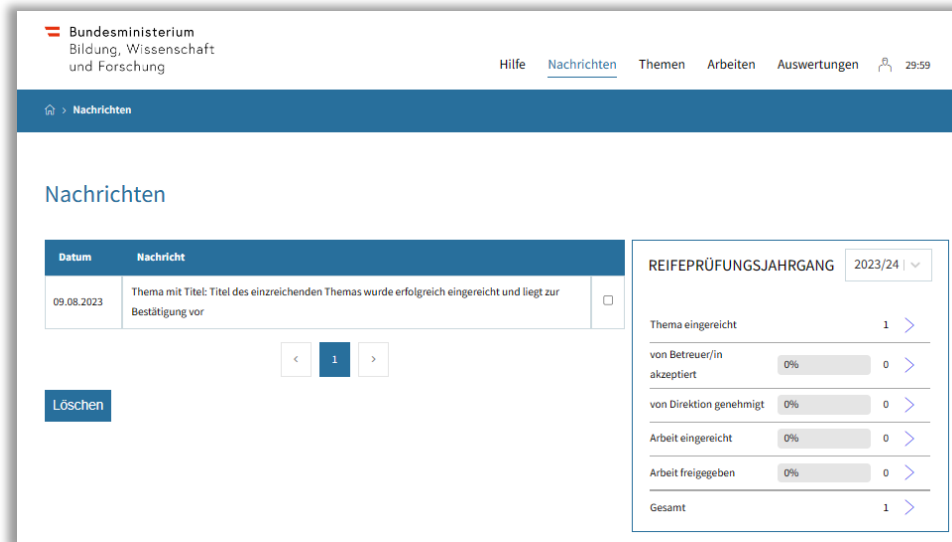 Bundesministerium
Bildung, Wissenschaft
und Forschung
Hilfe Nachrichten Themen Arbeiten Auswertungen 29:59
> Nachrichten
Nachrichten
Datum Nachricht
09.08.2023 Thema mit Titel: Titel des einzreichenden Themas wurde erfolgreich eingereicht und liegt zur
Bestätigung vor
< 1 >
Löschen
REIFEPRÜFUNGSJAHRGANG 2023/24
Thema eingereicht 1
von Betreuer/in
akzeptiert 0% 0
von Direktion genehmigt 0% 0
Arbeit eingereicht 0% 0
Arbeit freigegeben 0% 0
Gesamt 1